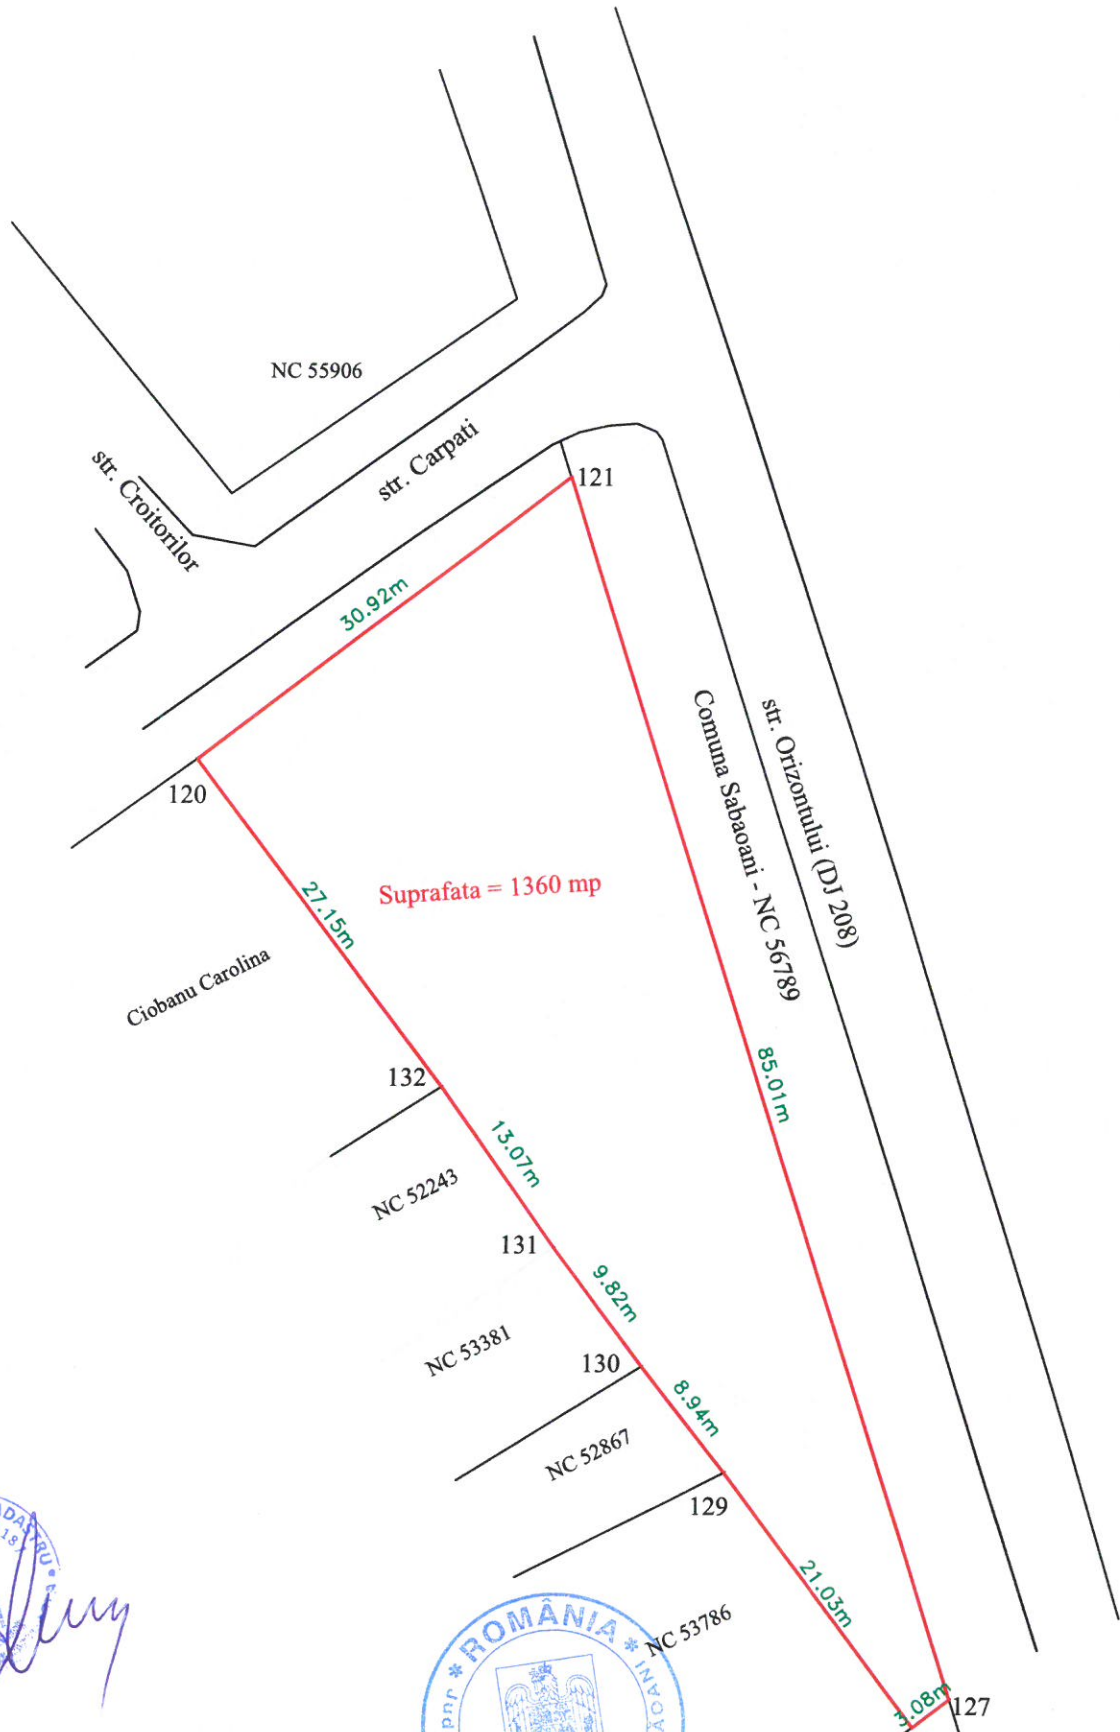 NC 55906
str. Croitorilor
str. Carpati
121
30.92m
120
Comuna Sabaoani - NC 56789
str. Orizontului (DJ 208)
27.15m
Suprafata = 1360 mp
Ciobanu Carolina
132
85.01m
13.07m
NC 52243
131
9.82m
NC 53381
130
8.94m
NC 52867
129
21.03m
NC 53786
* ROMÂNIA *
3.08m
127